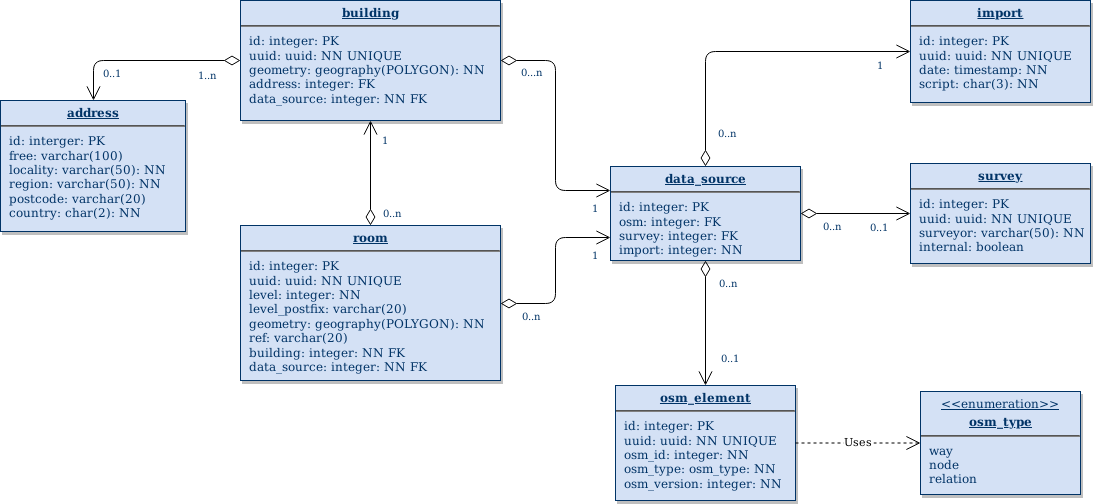 building
id: integer: PK
uuid: uuid: NN UNIQUE
geometry: geography(POLYGON): NN
address: integer: FK
data_source: integer: NN FK
import
id: integer: PK
uuid: uuid: NN UNIQUE
date: timestamp: NN
script: char(3): NN
0..1
1..n
0..n
1
address
id: interger: PK
free: varchar(100)
locality: varchar(50): NN
region: varchar(50): NN
postcode: varchar(20)
country: char(2): NN
1
0..n
0..n
data_source
id: integer: PK
osm: integer: FK
survey: integer: FK
import: integer: NN
survey
id: integer: PK
uuid: uuid: NN UNIQUE
surveyor: varchar(50): NN
internal: boolean
1
0..n
0..1
room
id: integer: PK
uuid: uuid: NN UNIQUE
level: integer: NN
level_postfix: varchar(20)
geometry: geography(POLYGON): NN
ref: varchar(20)
building: integer: NN FK
data_source: integer: NN FK
1
0..n
0..n
0..1
osm_element
id: integer: PK
uuid: uuid: NN UNIQUE
osm_id: integer: NN
osm_type: osm_type: NN
osm_version: integer: NN
Uses
<<enumeration>>
osm_type
way
node
relation